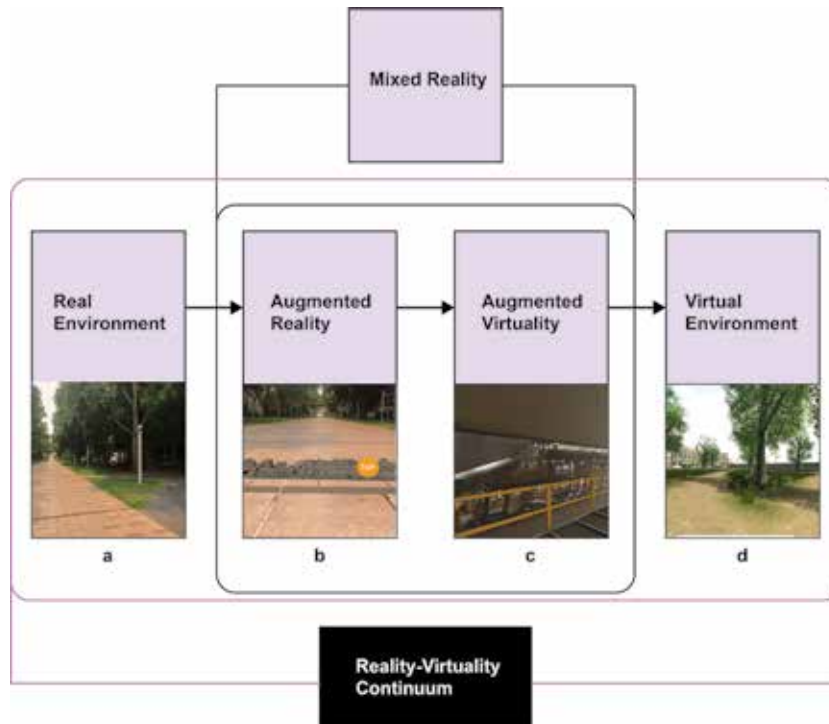 Mixed Reality
Real
Environment
Augmented
Reality
Augmented
Virtuality
Virtual
Environment
a
b
c
d
Reality-Virtuality
Continuum